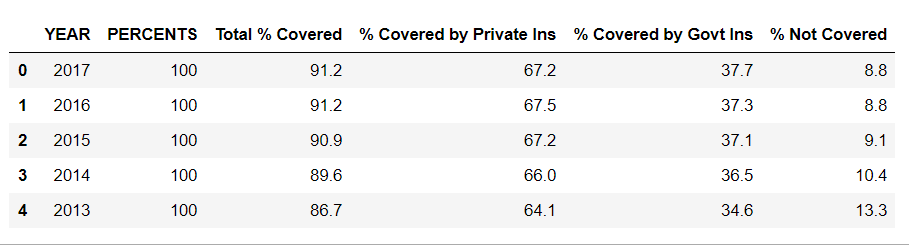 YEAR PERCENTS Total % Covered % Covered by Private Ins % Covered by Govt Ins % Not Covered
0 2017 100 91.2 67.2 37.7 8.8
1 2016 100 91.2 67.5 37.3 8.8
2 2015 100 90.9 67.2 37.1 9.1
3 2014 100 89.6 66.0 36.5 10.4
4 2013 100 86.7 64.1 34.6 13.3